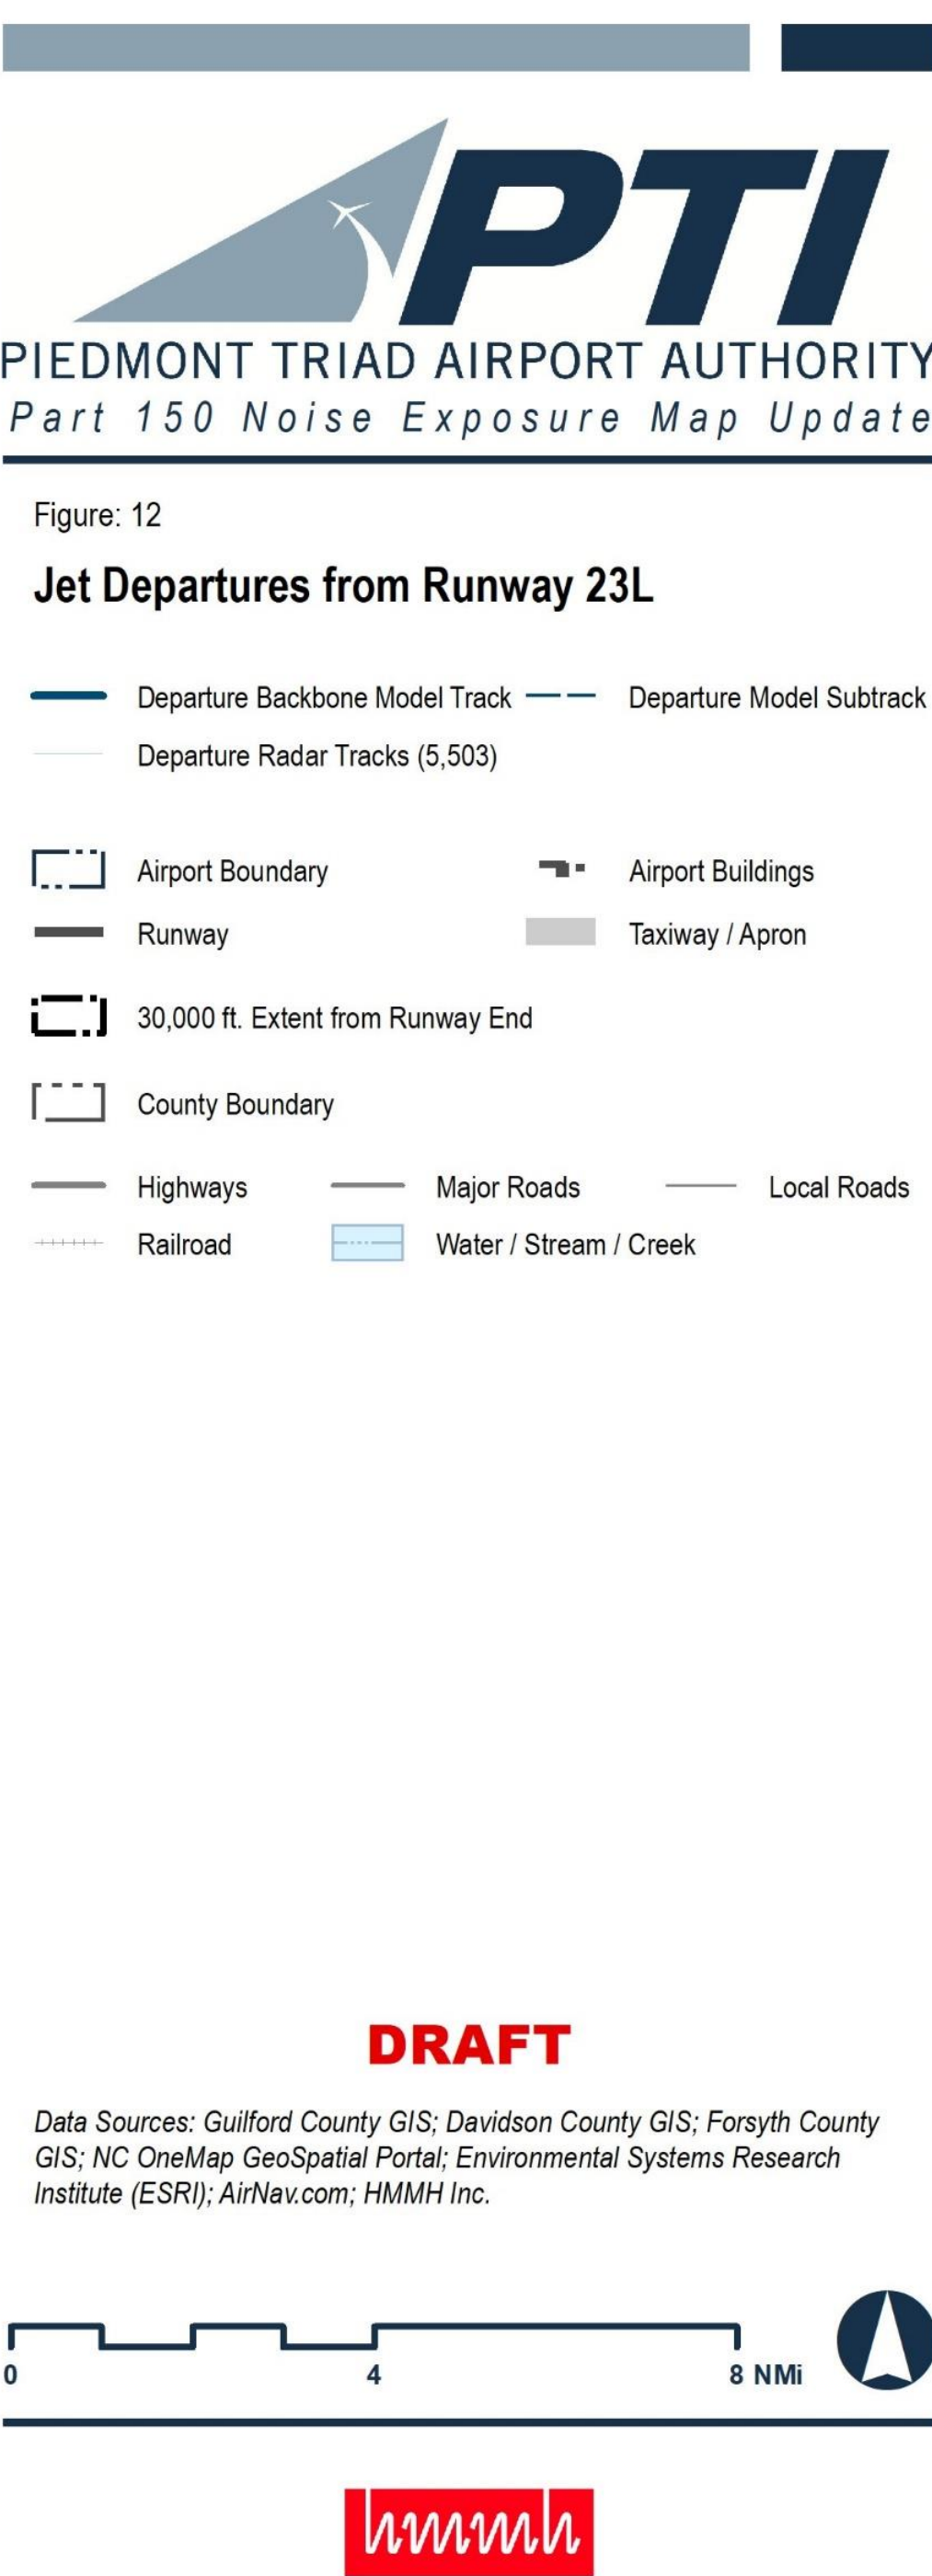 PTI
PIEDMONT TRIAD AIRPORT AUTHORITY
Part 150 Noise Exposure Map Update
Figure: 12
Jet Departures from Runway 23L
Departure Backbone Model Track Departure Model Subtrack
Departure Radar Tracks (5,503)
Airport Boundary Airport Buildings
Runway Taxiway / Apron
30,000 ft. Extent from Runway End
County Boundary
Highways Major Roads Local Roads
Railroad Water / Stream / Creek
DRAFT
Data Sources: Guilford County GIS; Davidson County GIS; Forsyth County
GIS; NC OneMap GeoSpatial Portal; Environmental Systems Research
Institute (ESRI); AirNav.com; HMMH Inc.
0 4 8 NMi
hmmh